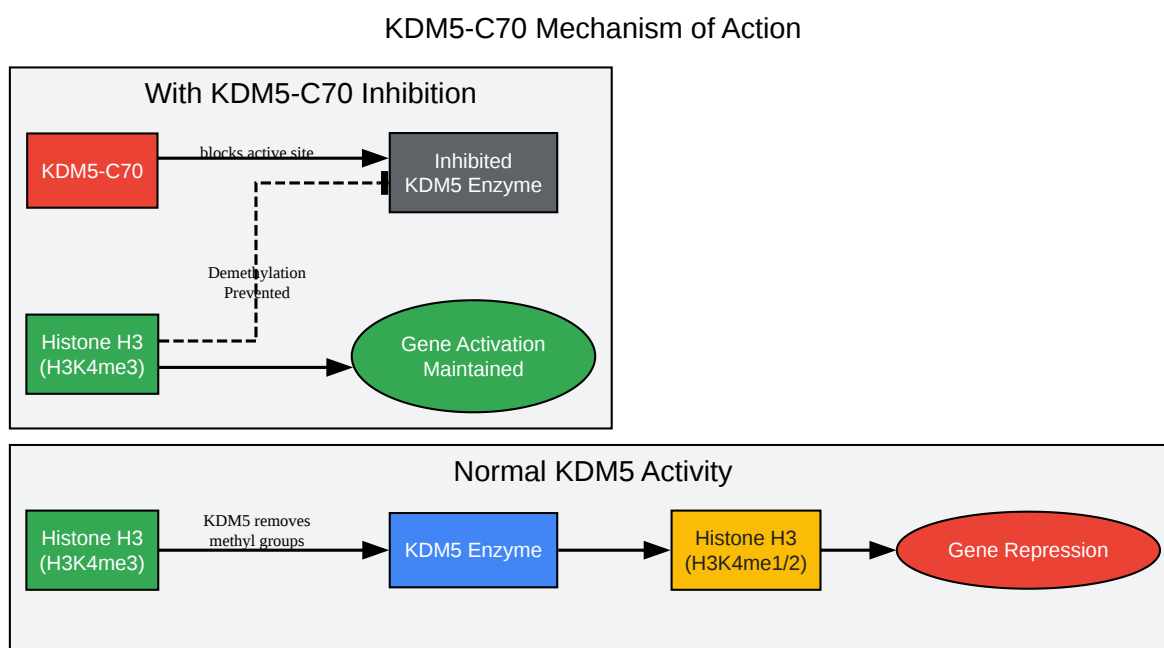 KDM5-C70 Mechanism of Action
With KDM5-C70 Inhibition
KDM5-C70
blocks active site
Inhibited
KDM5 Enzyme
Demethylation
Prevented
Histone H3
(H3K4me3)
Gene Activation
Maintained
Normal KDM5 Activity
Histone H3
(H3K4me3)
KDM5 removes
methyl groups
KDM5 Enzyme
Histone H3
(H3K4me1/2)
Gene Repression